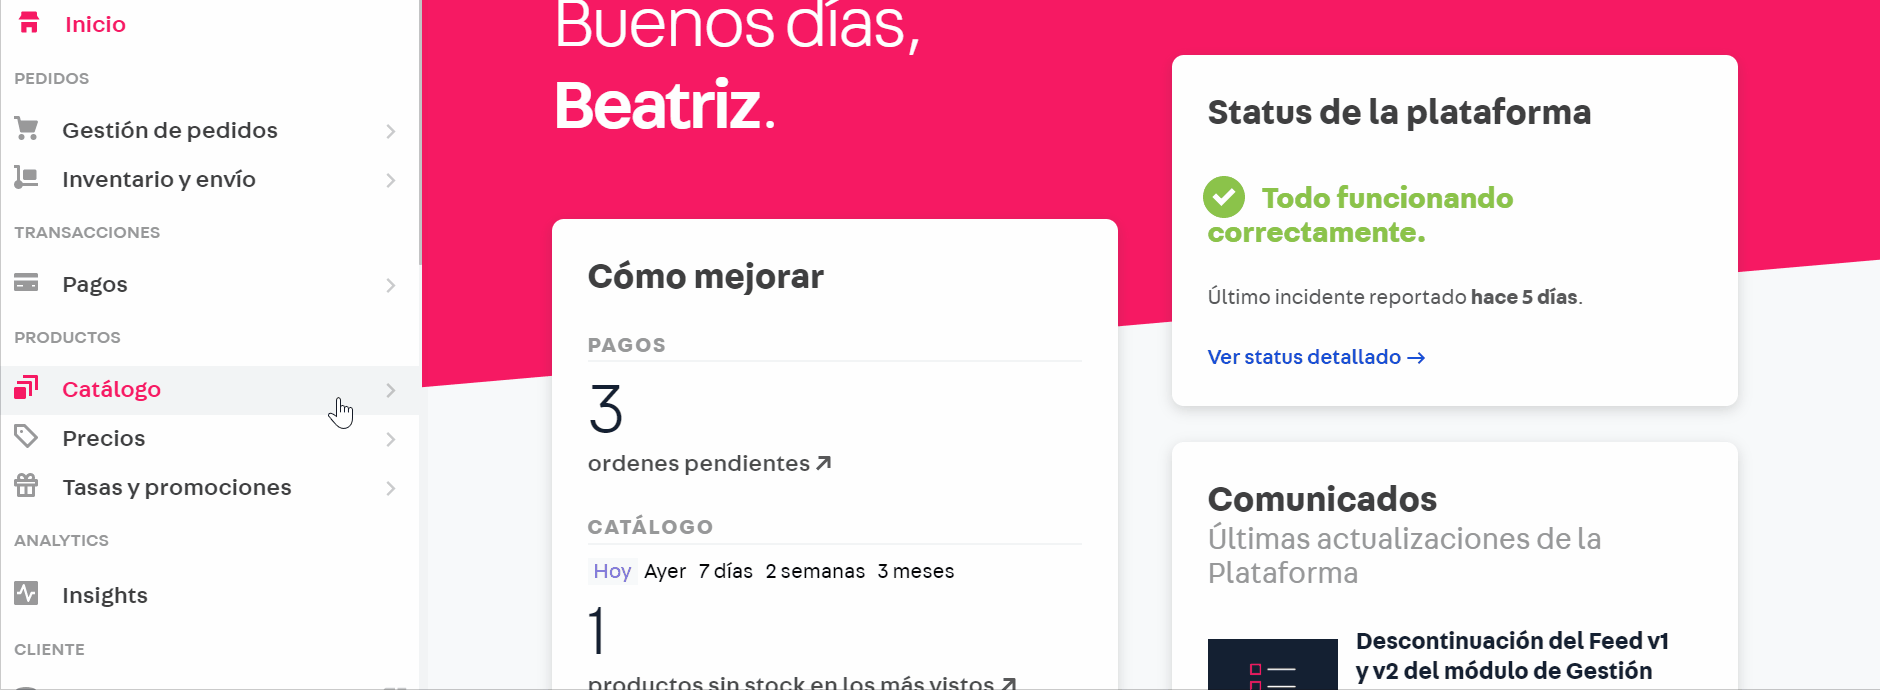 Inicio
PEDIDOS
Gestión de pedidos
Inventario y envío
TRANSACCIONES
Pagos
PRODUCTOS
Catálogo
Precios
Tasas y promociones
ANALYTICS
Insights
CLIENTE
Buenos días,
Beatriz.
Cómo mejorar
PAGOS
3
ordenes pendientes
CATÁLOGO
Hoy Ayer 7 días 2 semanas 3 meses
1
productos sin stock en los más vistos
Status de la plataforma
Todo funcionando
correctamente.
Último incidente reportado hace 5 días.
Ver status detallado →
Comunicados
Últimas actualizaciones de la
Plataforma
Descontinuación del Feed v1
y v2 del módulo de Gestión